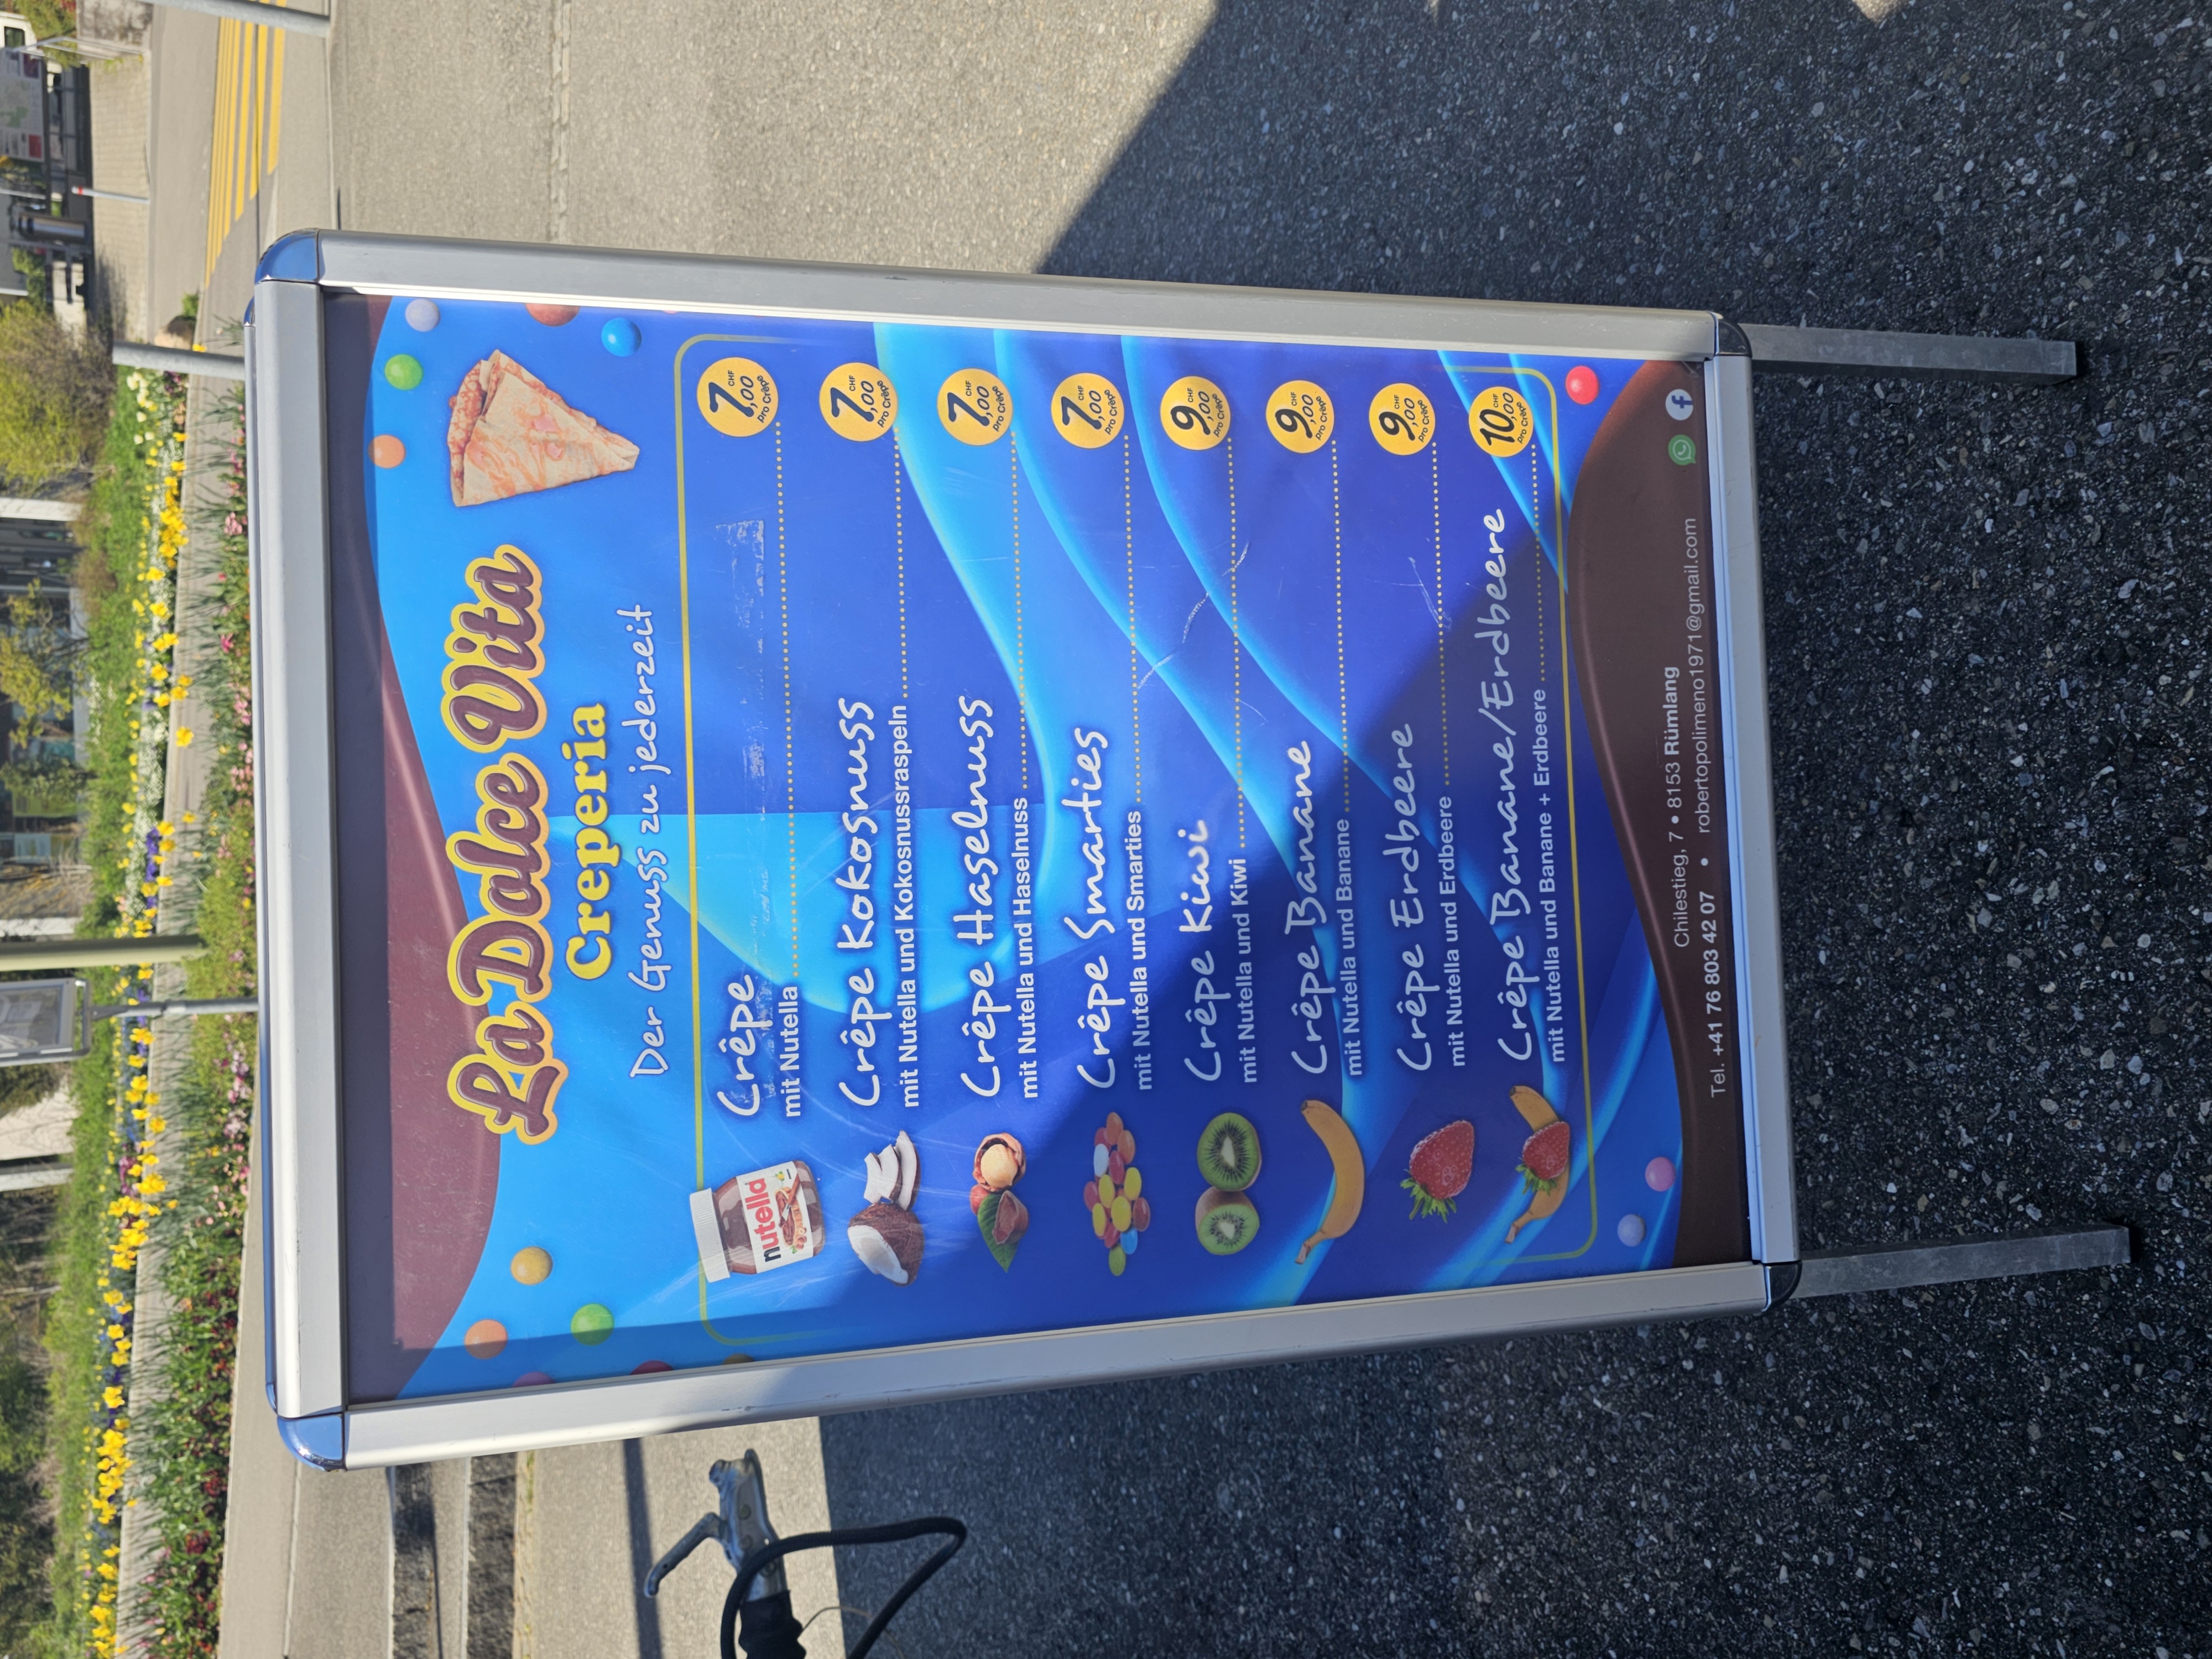 La Dolce Vita
Creperia
Der Genuss zu jederzeit
nutella
Crêpe
mit Nutella
7,00 CHF
pro Crêpe
Crêpe Kokosnuss
mit Nutella und Kokosnussraspeln
7,00 CHF
pro Crêpe
Crêpe Haselnuss
mit Nutella und Haselnuss
7,00 CHF
pro Crêpe
Crêpe Smarties
mit Nutella und Smarties
7,00 CHF
pro Crêpe
Crêpe Kiwi
mit Nutella und Kiwi
9,00 CHF
pro Crêpe
Crêpe Banane
mit Nutella und Banane
9,00 CHF
pro Crêpe
Crêpe Erdbeere
mit Nutella und Erdbeere
9,00 CHF
pro Crêpe
Crêpe Banane/Erdbeere
mit Nutella und Banane + Erdbeere
10,00 CHF
pro Crêpe
Chilestieg, 7 • 8153 Rümlang
Tel. +41 76 803 42 07 • robertopolimeno1971@gmail.com